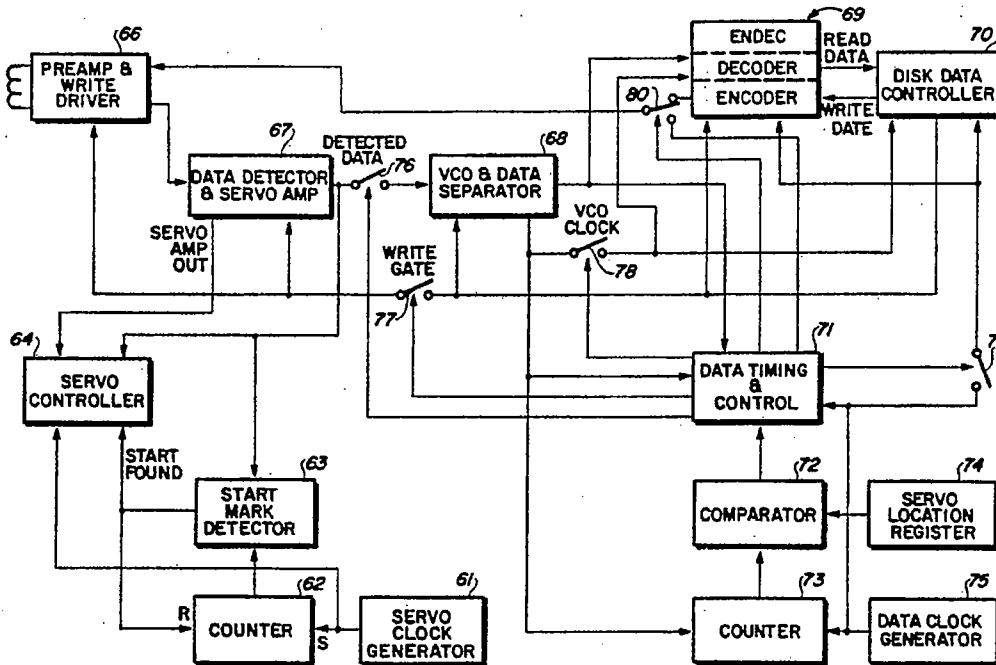 66
PREAMP &
WRITE
DRIVER
69
ENDEC
DECODER
ENCODER
READ
DATA
WRITE
DATE
70
DISK DATA
CONTROLLER
80
67
DATA DETECTOR
& SERVO AMP
DETECTED
DATA
76
68
VCO & DATA
SEPARATOR
SERVO
AMP
OUT
WRITE
GATE
77
VCO
CLOCK
78
64
SERVO
CONTROLLER
71
DATA TIMING
&
CONTROL
START
FOUND
63
START
MARK
DETECTOR
72
COMPARATOR
74
SERVO
LOCATION
REGISTER
62
R
COUNTER
S
61
SERVO
CLOCK
GENERATOR
73
COUNTER
75
DATA CLOCK
GENERATOR